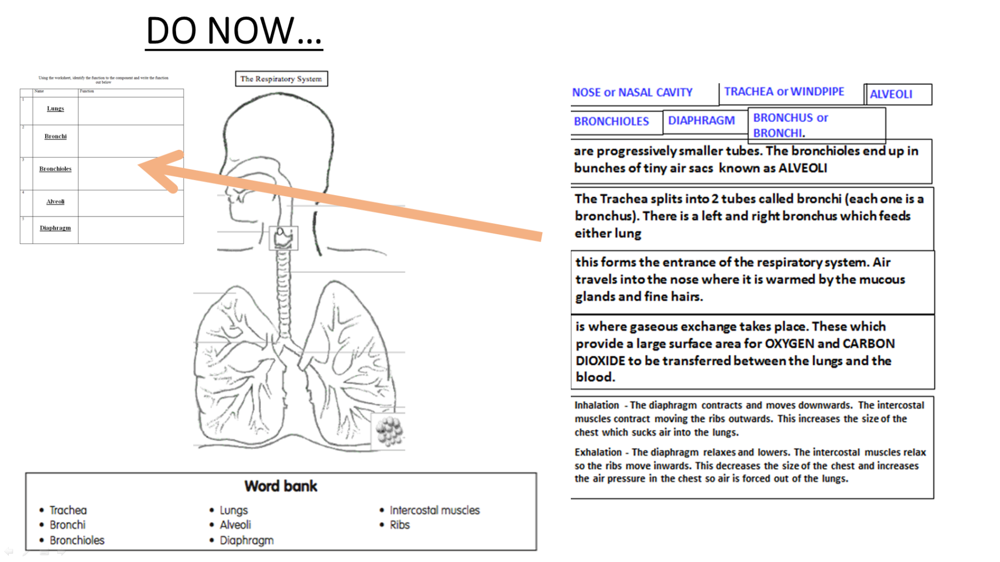 DO NOW...
Using the worksheet, identify the function to the component and write the function
out below
Name Function
1
Lungs
2
Bronchi
3
Bronchioles
4
Alveoli
5
Diaphragm
The Respiratory System
NOSE or NASAL CAVITY
TRACHEA or WINDPIPE
ALVEOLI
BRONCHIOLES
DIAPHRAGM
BRONCHUS or
BRONCHI.
are progressively smaller tubes. The bronchioles end up in
bunches of tiny air sacs known as ALVEOLI
The Trachea splits into 2 tubes called bronchi (each one is a
bronchus). There is a left and right bronchus which feeds
either lung
this forms the entrance of the respiratory system. Air
travels into the nose where it is warmed by the mucous
glands and fine hairs.
is where gaseous exchange takes place. These which
provide a large surface area for OXYGEN and CARBON
DIOXIDE to be transferred between the lungs and the
blood.
Inhalation - The diaphragm contracts and moves downwards. The intercostal
muscles contract moving the ribs outwards. This increases the size of the
chest which sucks air into the lungs.
Exhalation - The diaphragm relaxes and lowers. The intercostal muscles relax
so the ribs move inwards. This decreases the size of the chest and increases
the air pressure in the chest so air is forced out of the lungs.
Word bank
• Trachea
• Bronchi
• Bronchioles
• Lungs
• Alveoli
• Diaphragm
• Intercostal muscles
• Ribs